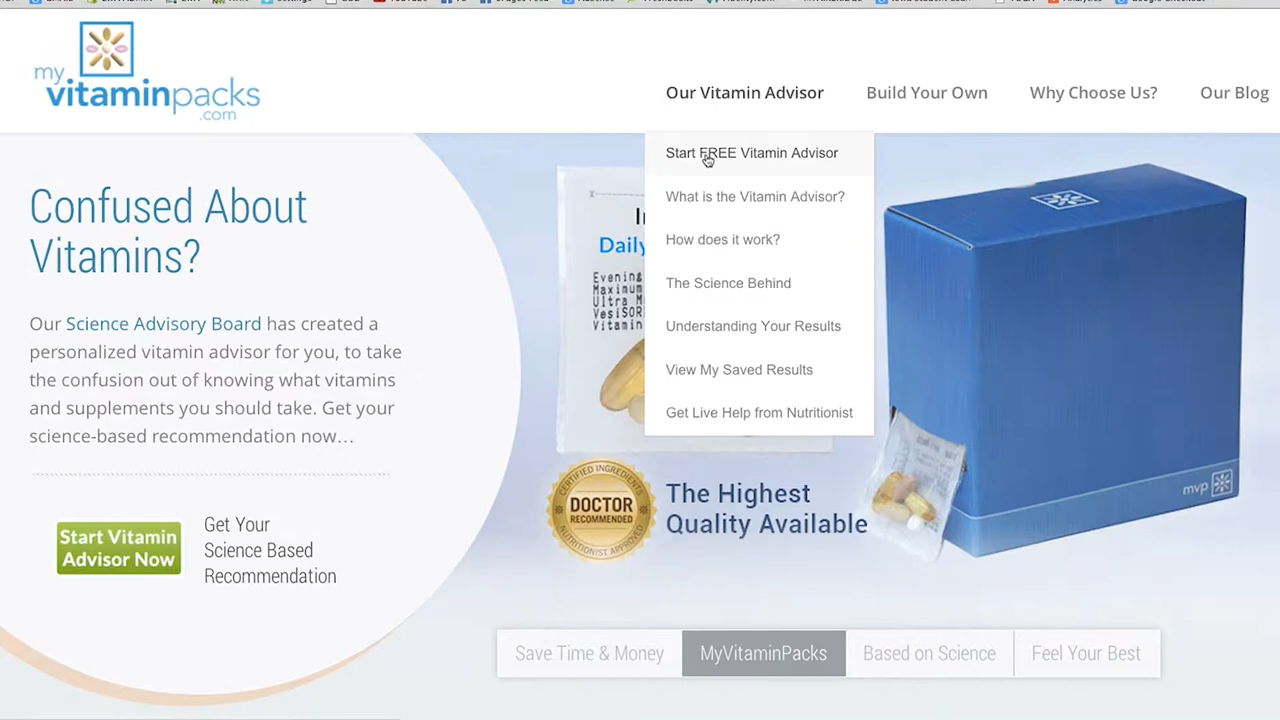 my
vitaminpacks
.com
Our Vitamin Advisor
Build Your Own
Why Choose Us?
Our Blog
Start FREE Vitamin Advisor
What is the Vitamin Advisor?
How does it work?
The Science Behind
Understanding Your Results
View My Saved Results
Get Live Help from Nutritionist
Confused About
Vitamins?
Our Science Advisory Board has created a
personalized vitamin advisor for you, to take
the confusion out of knowing what vitamins
and supplements you should take. Get your
science-based recommendation now…
Start Vitamin
Advisor Now
Get Your
Science Based
Recommendation
Daily
Evening
Maximum
Ultra M
VesiSOR
Vitamin
CERTIFIED INGREDIENTS
DOCTOR
RECOMMENDED
NUTRITIONIST APPROVED
The Highest
Quality Available
mvp
Save Time & Money
MyVitaminPacks
Based on Science
Feel Your Best